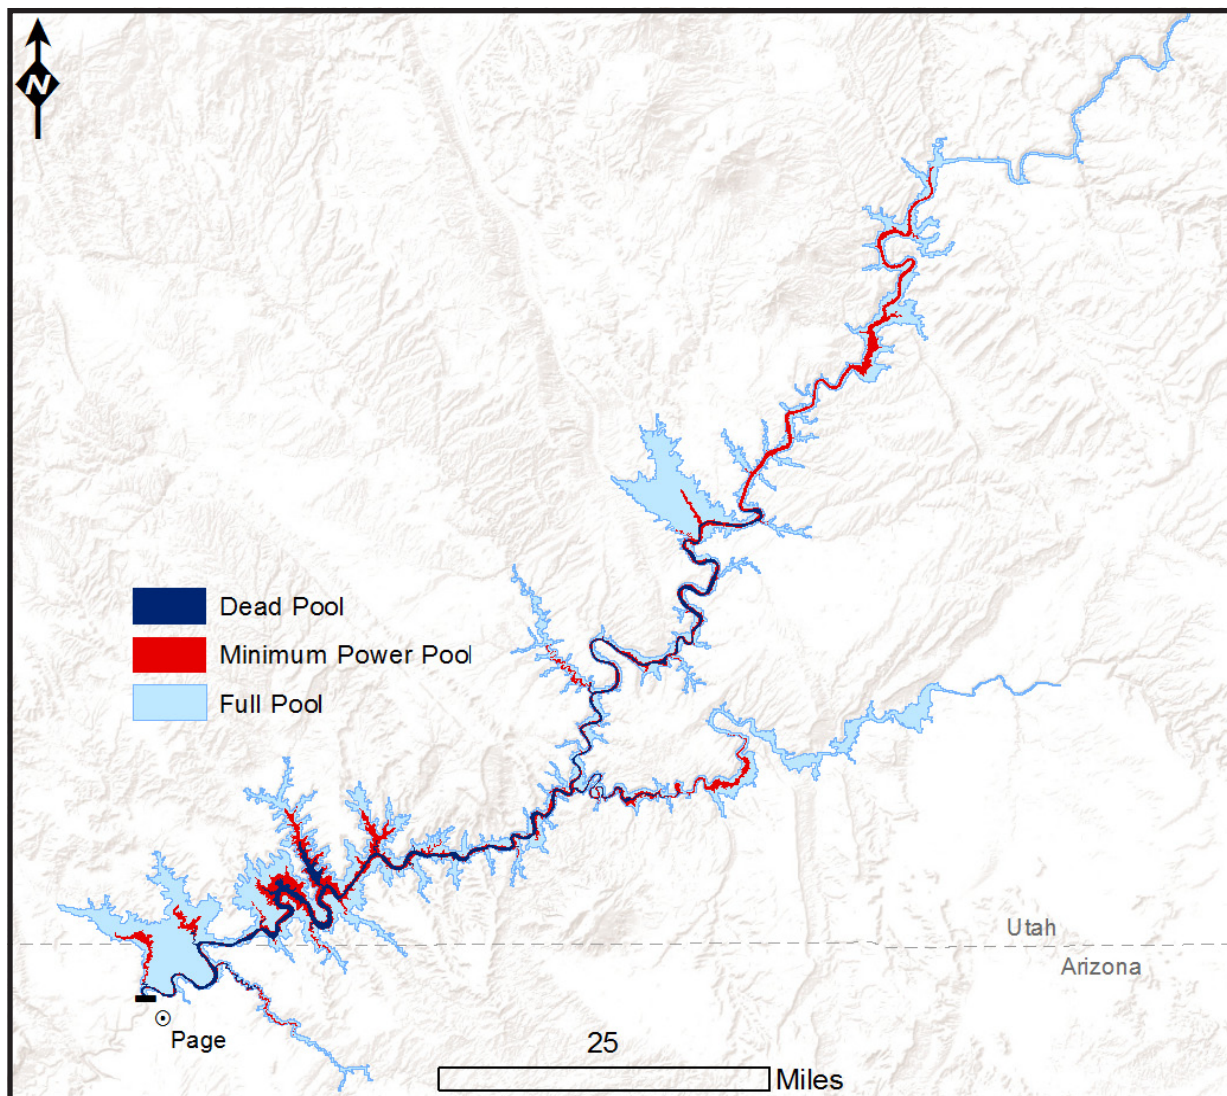 N
Dead Pool
Minimum Power Pool
Full Pool
Utah
Arizona
Page
25
Miles